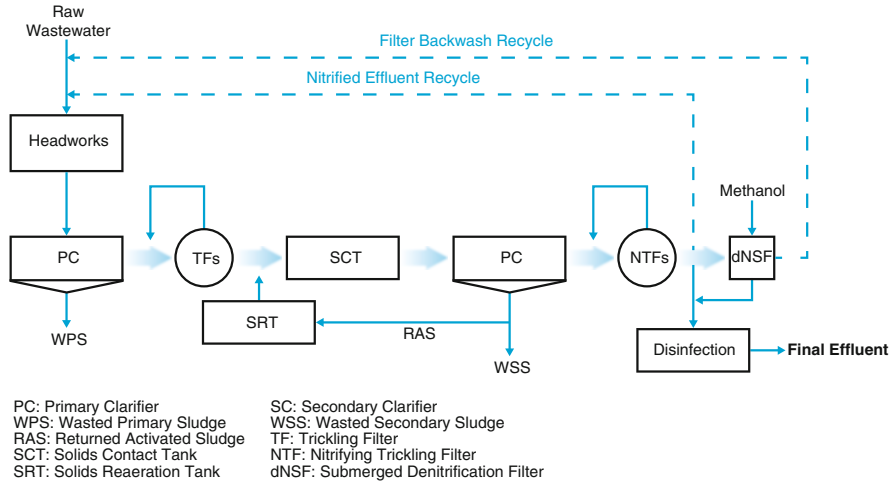 Raw
Wastewater
Filter Backwash Recycle
Nitrified Effluent Recycle
Headworks
Methanol
PC
TFs
SCT
PC
NTFs
dNSF
SRT
RAS
WPS
WSS
Disinfection
Final Effluent
PC: Primary Clarifier
WPS: Wasted Primary Sludge
RAS: Returned Activated Sludge
SCT: Solids Contact Tank
SRT: Solids Reaeration Tank
SC: Secondary Clarifier
WSS: Wasted Secondary Sludge
TF: Trickling Filter
NTF: Nitrifying Trickling Filter
dNSF: Submerged Denitrification Filter